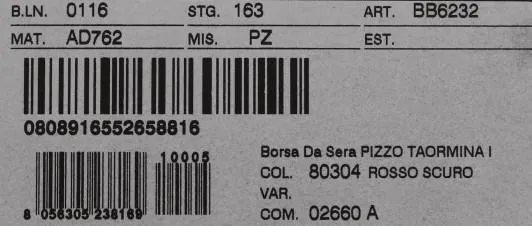 B.LN. 0116 STG. 163 ART. BB6232
MAT. AD762 MIS. PZ EST.
08089165552658816
10005
8 056305 238169
Borsa Da Sera PIZZO TAORMINA I
COL. 80304 ROSSO SCURO
VAR.
COM. 02660 A